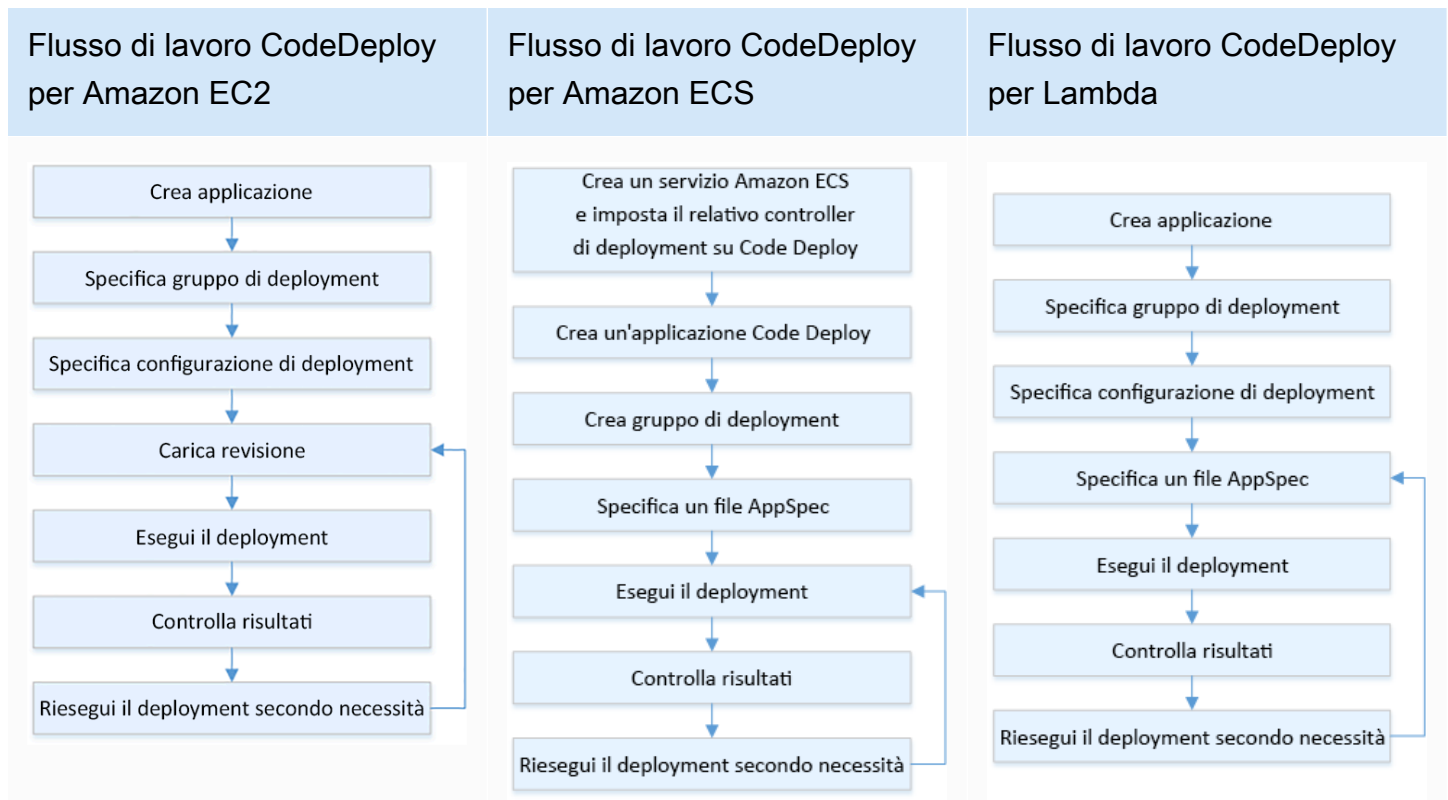 Flusso di lavoro CodeDeploy
per Amazon EC2
Flusso di lavoro CodeDeploy
per Amazon ECS
Flusso di lavoro CodeDeploy
per Lambda
Crea applicazione
Specifica gruppo di deployment
Specifica configurazione di deployment
Carica revisione
Esegui il deployment
Controlla risultati
Riesegui il deployment secondo necessità
Crea un servizio Amazon ECS
e imposta il relativo controller
di deployment su Code Deploy
Crea un'applicazione Code Deploy
Crea gruppo di deployment
Specifica un file AppSpec
Esegui il deployment
Controlla risultati
Riesegui il deployment secondo necessità
Crea applicazione
Specifica gruppo di deployment
Specifica configurazione di deployment
Specifica un file AppSpec
Esegui il deployment
Controlla risultati
Riesegui il deployment secondo necessità